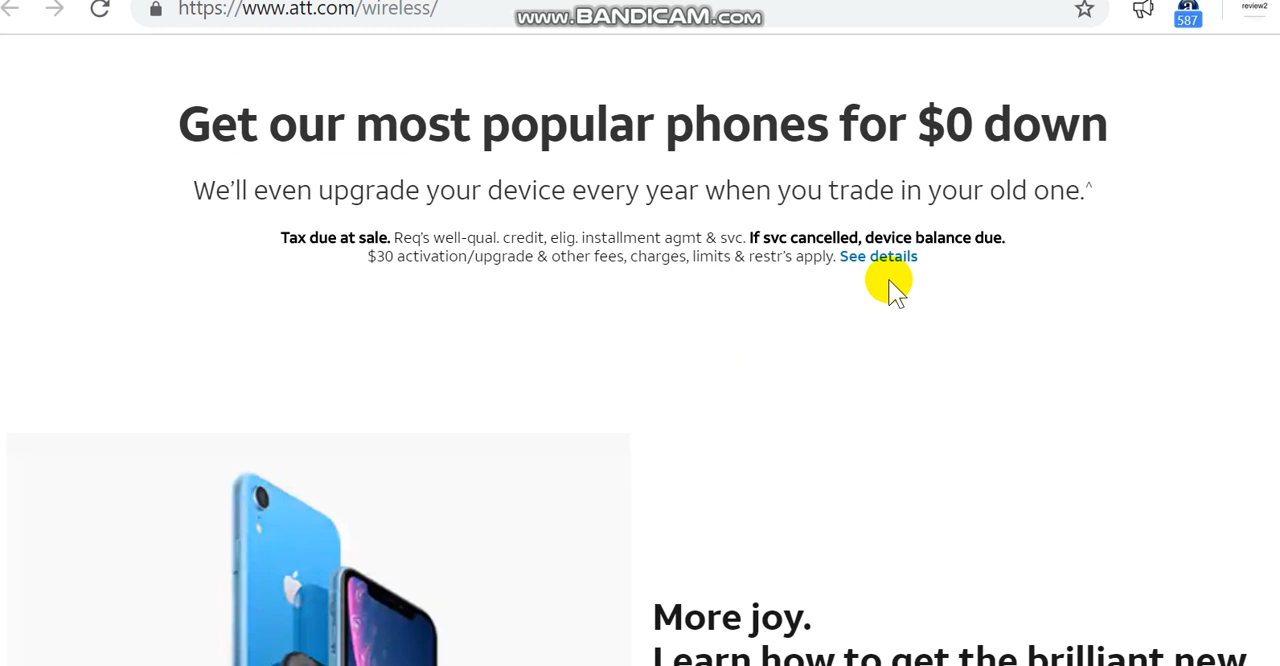 https://www.att.com/wireless/
www.BANDICAM.com
587
review2
Get our most popular phones for $0 down
We'll even upgrade your device every year when you trade in your old one.^
Tax due at sale. Req's well-qual. credit, elig. installment agmt & svc. If svc cancelled, device balance due.
$30 activation/upgrade & other fees, charges, limits & restr's apply. See details
More joy.
Learn how to get the brilliant new